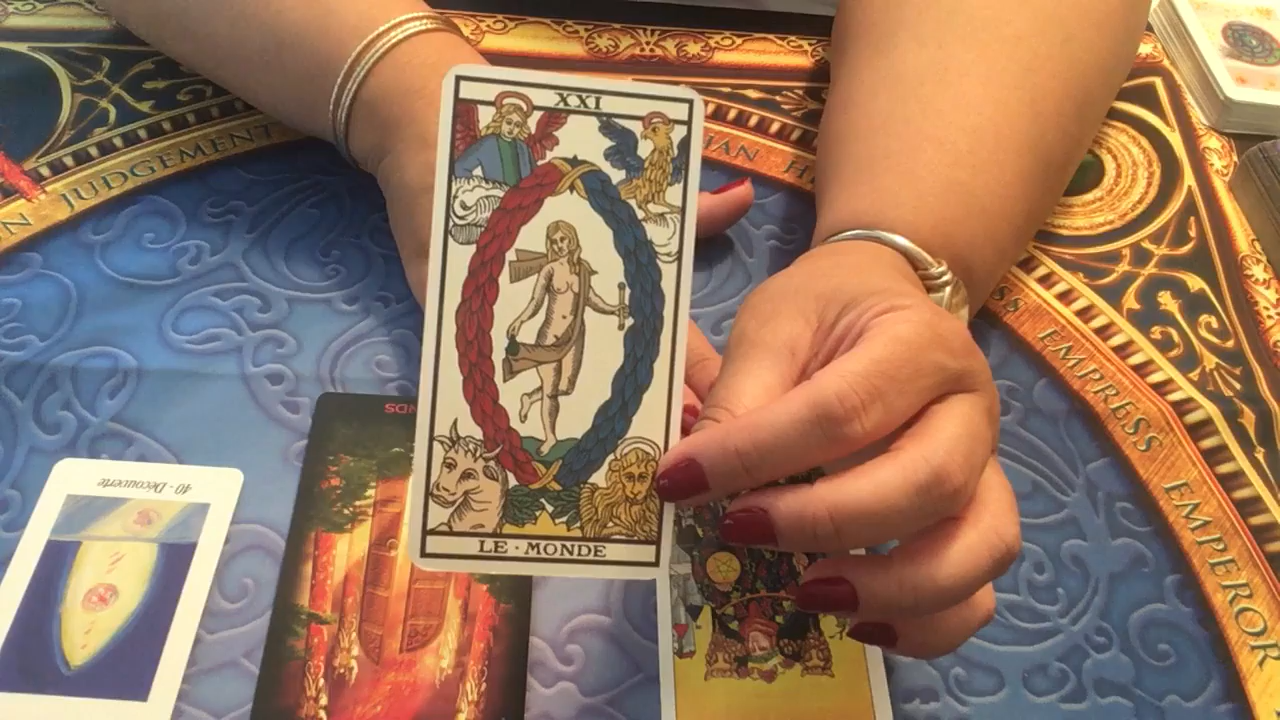 XXI
JUDGEMENT
EMPRESS
EMPEROR
40 - Découverte
LE · MONDE